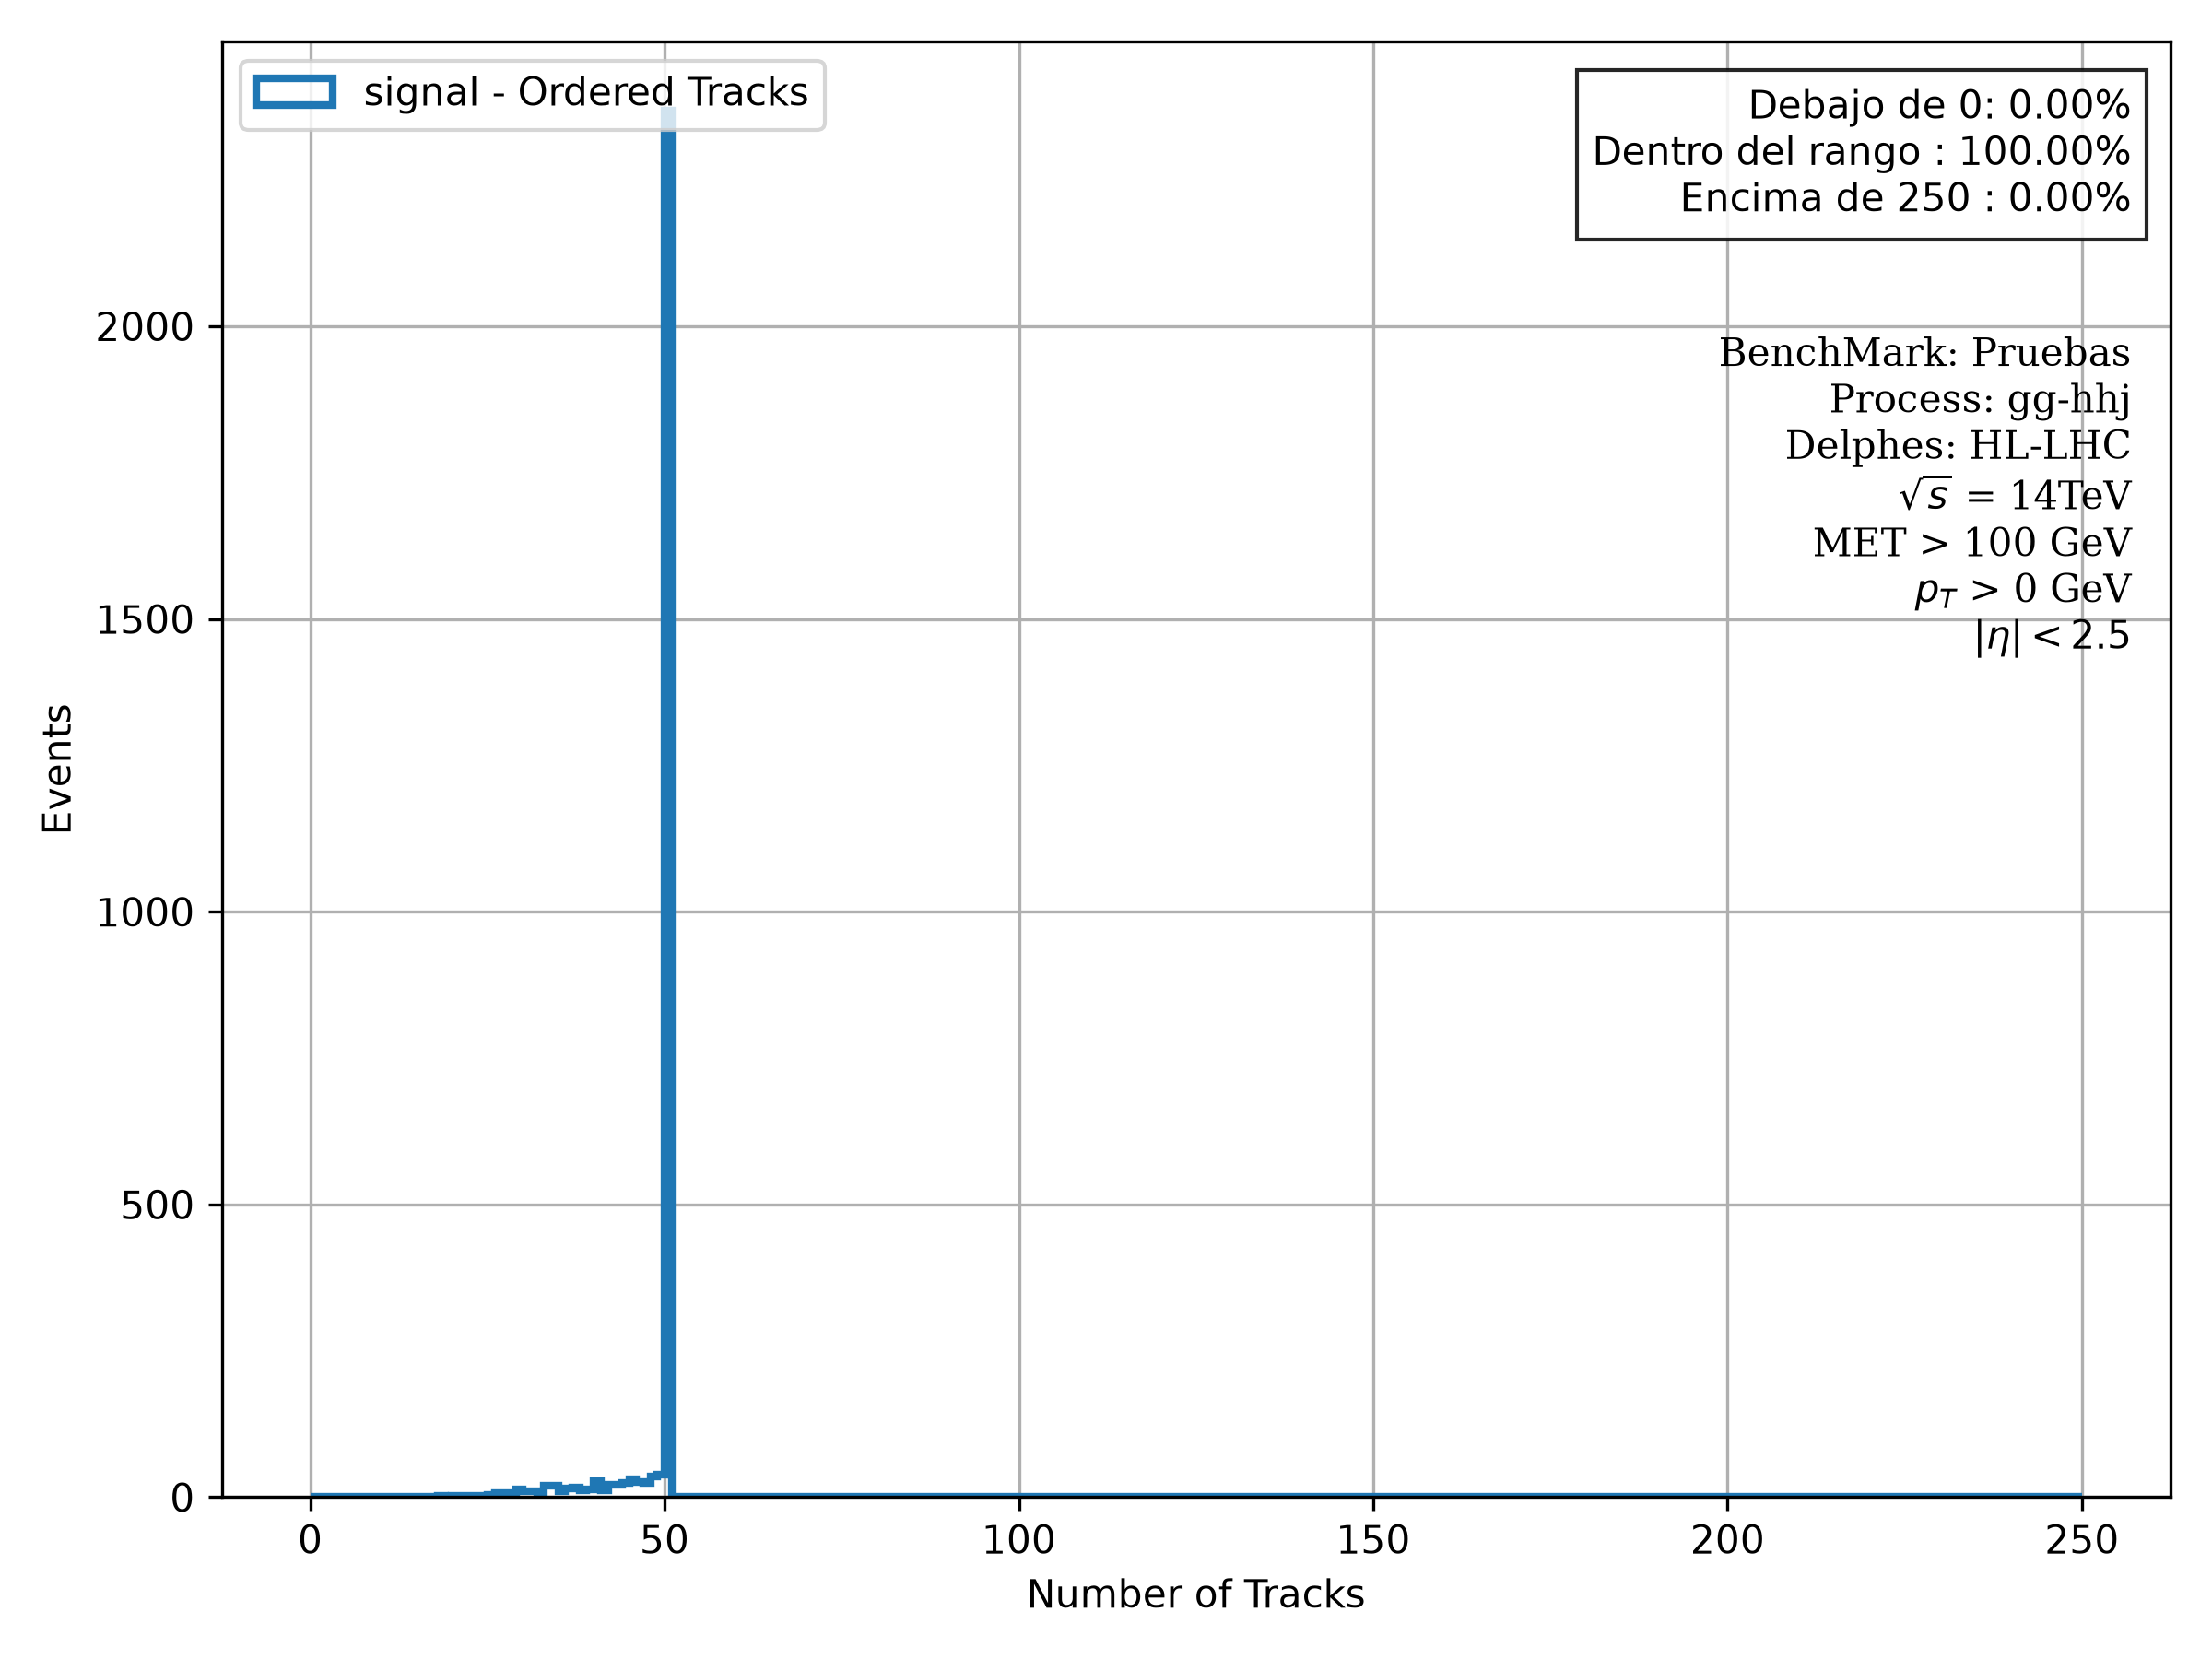 signal - Ordered Tracks
Debajo de 0: 0.00%
Dentro del rango : 100.00%
Encima de 250 : 0.00%
BenchMark: Pruebas
Process: gg-hhj
Delphes: HL-LHC
√s = 14TeV
MET > 100 GeV
p_T > 0 GeV
|η| < 2.5
2000
1500
1000
500
0
Events
0 50 100 150 200 250
Number of Tracks